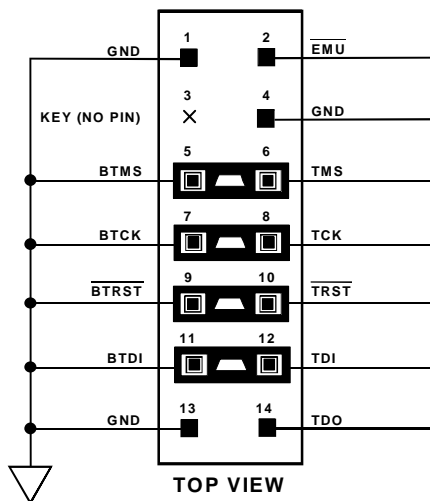 1 2
GND EMU
3 4
KEY (NO PIN) GND
5 6
BTMS TMS
7 8
BTCK TCK
9 10
BTRST TRST
11 12
BTDI TDI
13 14
GND TDO
TOP VIEW